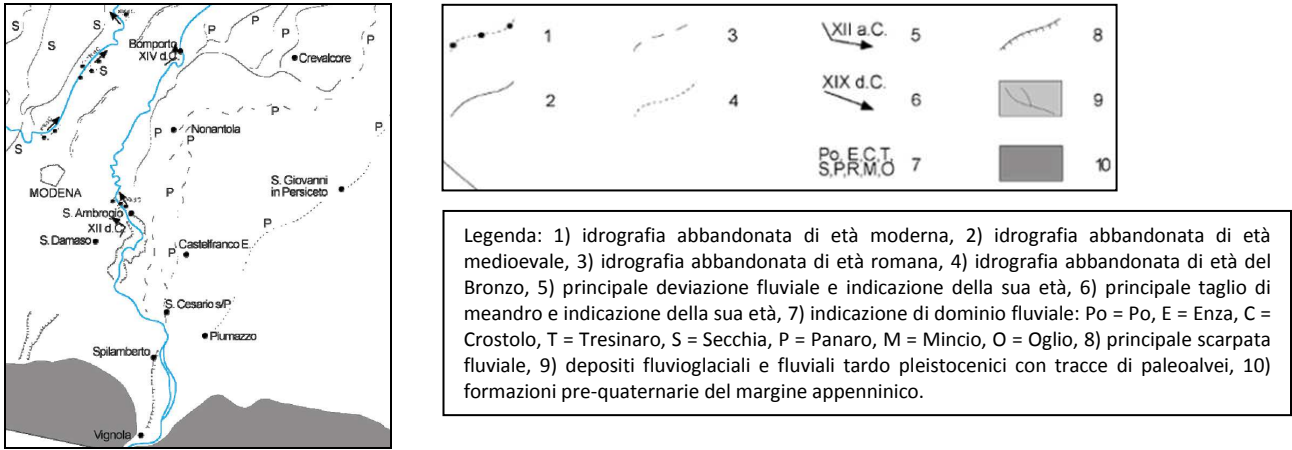 S
S
S
S
S
S
P
P
P
P
P
P
P
P
P
P
P
P
Bomporto
XIV d.C.
Crevalcore
Nonantola
MODENA
S. Giovanni
in Persiceto
S. Ambrogio
XII d.C.
S. Damaso
Castelfranco E.
S. Cesario s/P
Piumazzo
Spilamberto
Vignola
1
3
XII a.C. 5
8
2
4
XIX d.C. 6
9
Po, E,C,T,
S,P,R,M,O 7
10
Legenda: 1) idrografia abbandonata di età moderna, 2) idrografia abbandonata di età
medioevale, 3) idrografia abbandonata di età romana, 4) idrografia abbandonata di età del
Bronzo, 5) principale deviazione fluviale e indicazione della sua età, 6) principale taglio di
meandro e indicazione della sua età, 7) indicazione di dominio fluviale: Po = Po, E = Enza, C =
Crostolo, T = Tresinaro, S = Secchia, P = Panaro, M = Mincio, O = Oglio, 8) principale scarpata
fluviale, 9) depositi fluvioglaciali e fluviali tardo pleistocenici con tracce di paleoalvei, 10)
formazioni pre-quaternarie del margine appenninico.